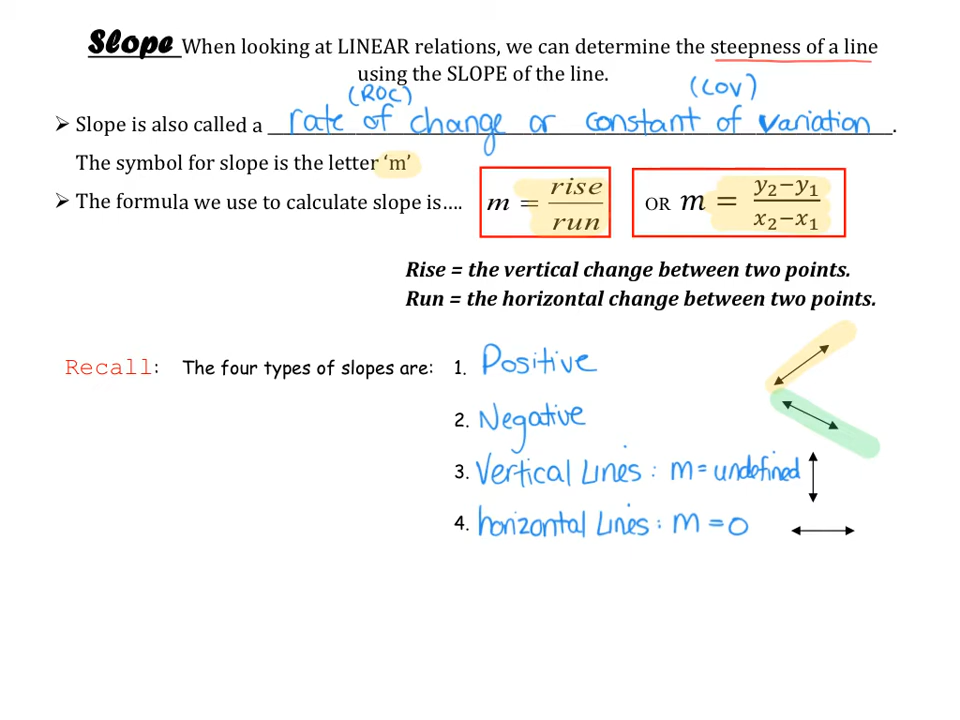 Slope When looking at LINEAR relations, we can determine the steepness of a line
using the SLOPE of the line.
(ROC) (COV)
➢ Slope is also called a rate of change or constant of variation.
The symbol for slope is the letter 'm'
➢ The formula we use to calculate slope is…. m = rise/run OR m = y₂−y₁/x₂−x₁
Rise = the vertical change between two points.
Run = the horizontal change between two points.
Recall: The four types of slopes are: 1. Positive
2. Negative
3. Vertical Lines : m = undefined
4. horizontal Lines : m = 0